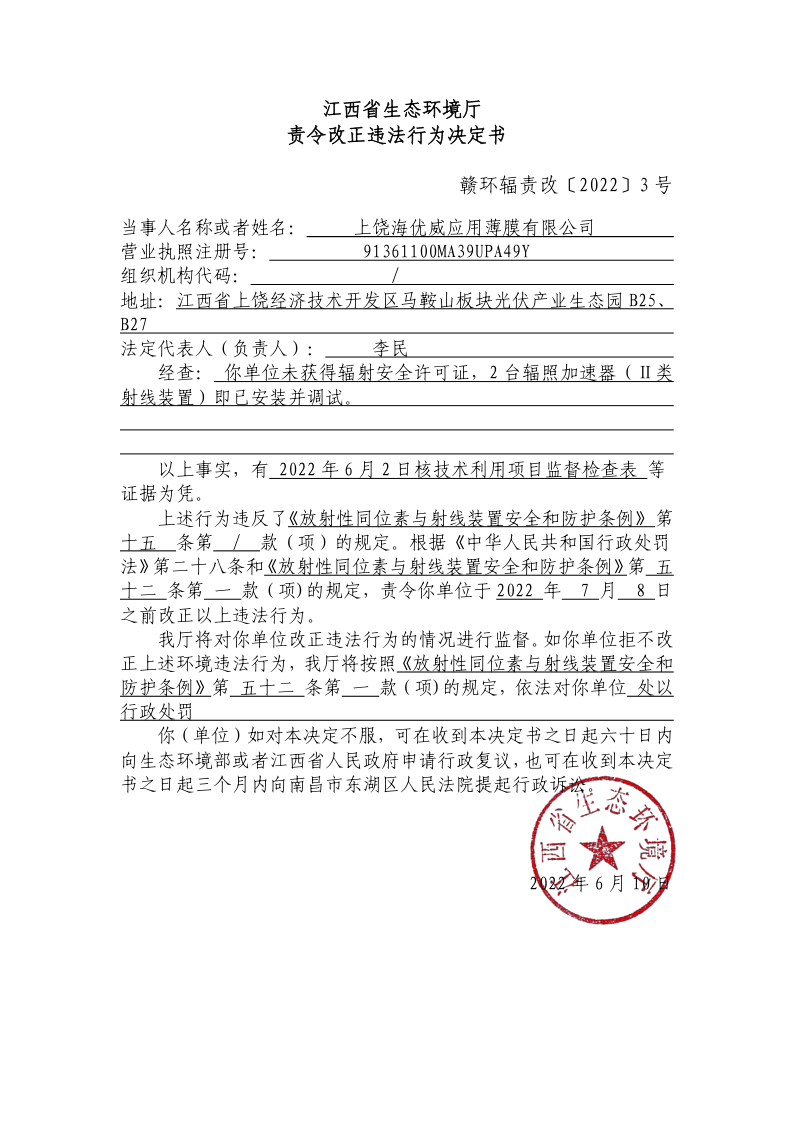 江西省生态环境厅
责令改正违法行为决定书
赣环辐责改〔2022〕3 号
当事人名称或者姓名： 上饶海优威应用薄膜有限公司
营业执照注册号： 91361100MA39UPA49Y
组织机构代码： /
地址：江西省上饶经济技术开发区马鞍山板块光伏产业生态园 B25、
B27
法定代表人（负责人）： 李民
经查： 你单位未获得辐射安全许可证，2 台辐照加速器（ II 类
射线装置）即已安装并调试。
以上事实，有 2022 年 6 月 2 日核技术利用项目监督检查表 等
证据为凭。
上述行为违反了《放射性同位素与射线装置安全和防护条例》 第
十五 条第 / 款（项）的规定。根据《中华人民共和国行政处罚
法》第二十八条和《放射性同位素与射线装置安全和防护条例》第 五
十二 条第 一 款（项)的规定，责令你单位于 2022 年 7 月 8 日
之前改正以上违法行为。
我厅将对你单位改正违法行为的情况进行监督。如你单位拒不改
正上述环境违法行为，我厅将按照《放射性同位素与射线装置安全和
防护条例》第 五十二 条第 一 款（项)的规定，依法对你单位 处以
行政处罚
你（单位）如对本决定不服，可在收到本决定书之日起六十日内
向生态环境部或者江西省人民政府申请行政复议，也可在收到本决定
书之日起三个月内向南昌市东湖区人民法院提起行政诉讼。
江西省生态环境厅
2022 年 6 月 10 日